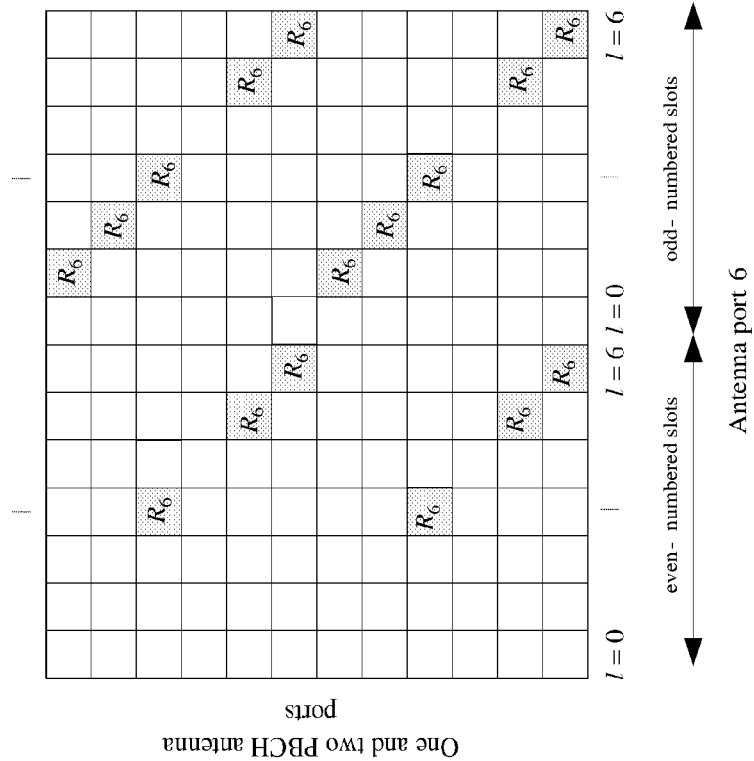 One and two PBCH antenna
ports
R6
R6
R6 R6
R6 R6
R6 R6
R6
R6
R6 R6
R6 R6
R6 R6
l = 0 l = 6 l = 0 l = 6
even- numbered slots odd- numbered slots
Antenna port 6